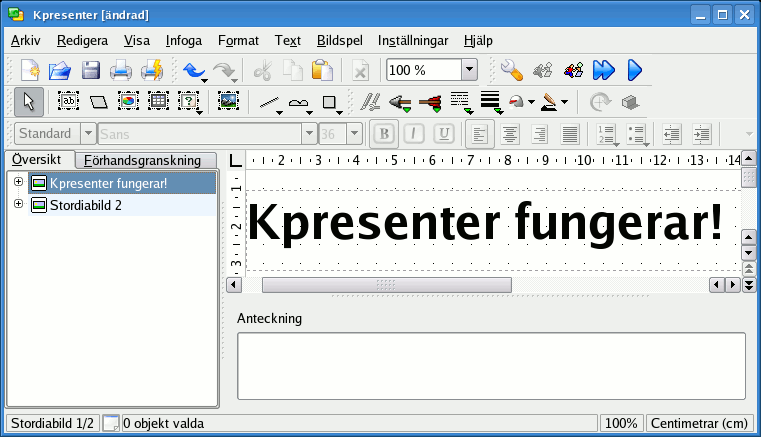 Kpresenter [ändrad]
Arkiv Redigera Visa Infoga Format Text Bildspel Inställningar Hjälp
100 %
Standard Sans 36 B I U
Översikt Förhandsgranskning
Kpresenter fungerar!
Stordiabild 2
2 3 4 5 6 7 8 9 10 11 12 13 14
1
2
3
Kpresenter fungerar!
Anteckning
Stordiabild 1/2 0 objekt valda 100% Centimetrar (cm)